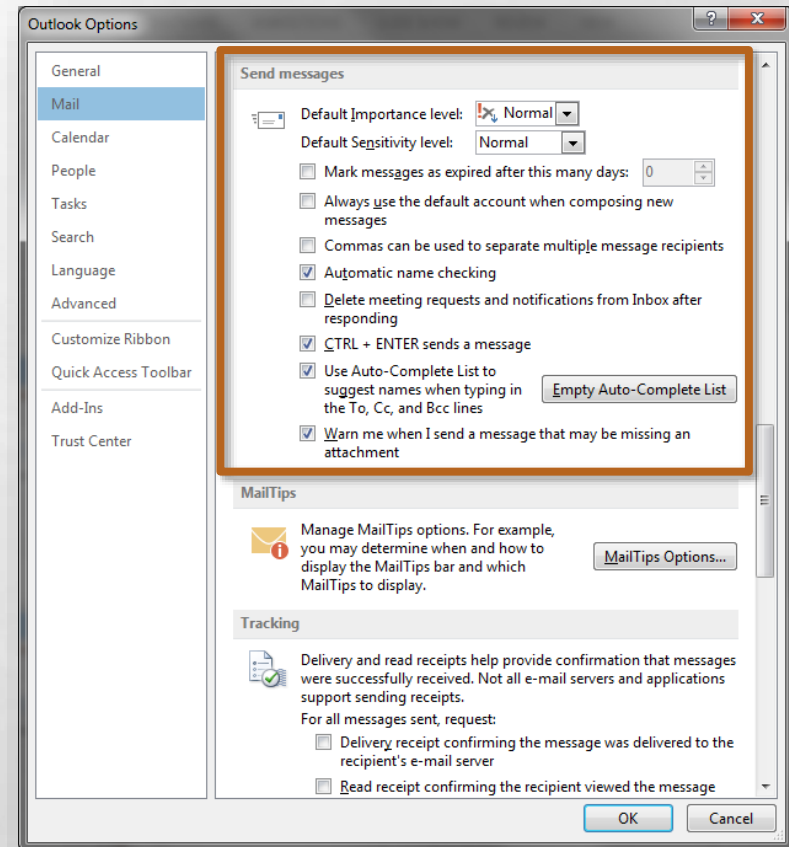 Outlook Options
General
Mail
Calendar
People
Tasks
Search
Language
Advanced
Customize Ribbon
Quick Access Toolbar
Add-Ins
Trust Center
Send messages
Default Importance level: Normal
Default Sensitivity level: Normal
Mark messages as expired after this many days: 0
Always use the default account when composing new
messages
Commas can be used to separate multiple message recipients
Automatic name checking
Delete meeting requests and notifications from Inbox after
responding
CTRL + ENTER sends a message
Use Auto-Complete List to
suggest names when typing in
the To, Cc, and Bcc lines
Empty Auto-Complete List
Warn me when I send a message that may be missing an
attachment
MailTips
Manage MailTips options. For example,
you may determine when and how to
display the MailTips bar and which
MailTips to display.
MailTips Options...
Tracking
Delivery and read receipts help provide confirmation that messages
were successfully received. Not all e-mail servers and applications
support sending receipts.
For all messages sent, request:
Delivery receipt confirming the message was delivered to the
recipient's e-mail server
Read receipt confirming the recipient viewed the message
OK
Cancel